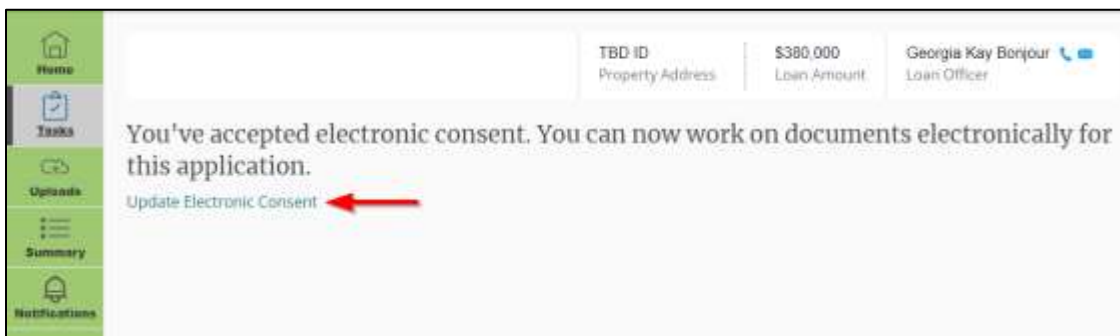 Home
Tasks
Uploads
Summary
Notifications
TBD ID
Property Address
$380,000
Loan Amount
Georgia Kay Bonjour
Loan Officer
You've accepted electronic consent. You can now work on documents electronically for
this application.
Update Electronic Consent